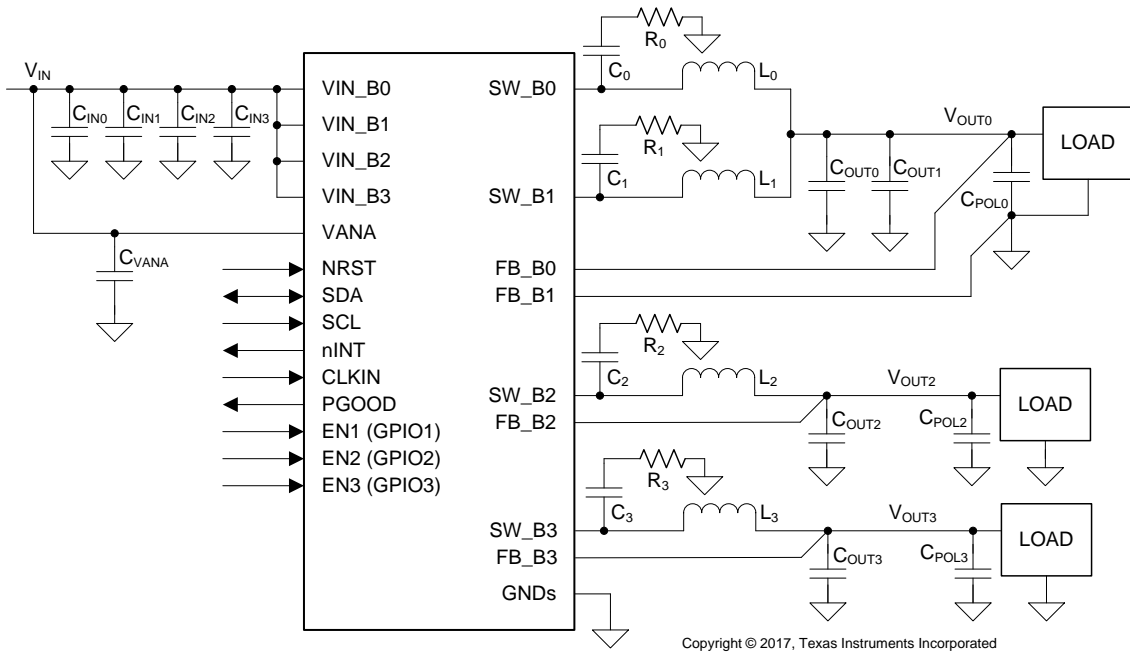 VIN
CIN0
CIN1
CIN2
CIN3
CVANA
VIN_B0
VIN_B1
VIN_B2
VIN_B3
VANA
NRST
SDA
SCL
nINT
CLKIN
PGOOD
EN1 (GPIO1)
EN2 (GPIO2)
EN3 (GPIO3)
SW_B0
SW_B1
FB_B0
FB_B1
SW_B2
FB_B2
SW_B3
FB_B3
GNDs
R0
C0
L0
R1
C1
L1
COUT0
COUT1
VOUT0
CPOL0
LOAD
R2
C2
L2
COUT2
VOUT2
CPOL2
LOAD
R3
C3
L3
COUT3
VOUT3
CPOL3
LOAD
Copyright © 2017, Texas Instruments Incorporated